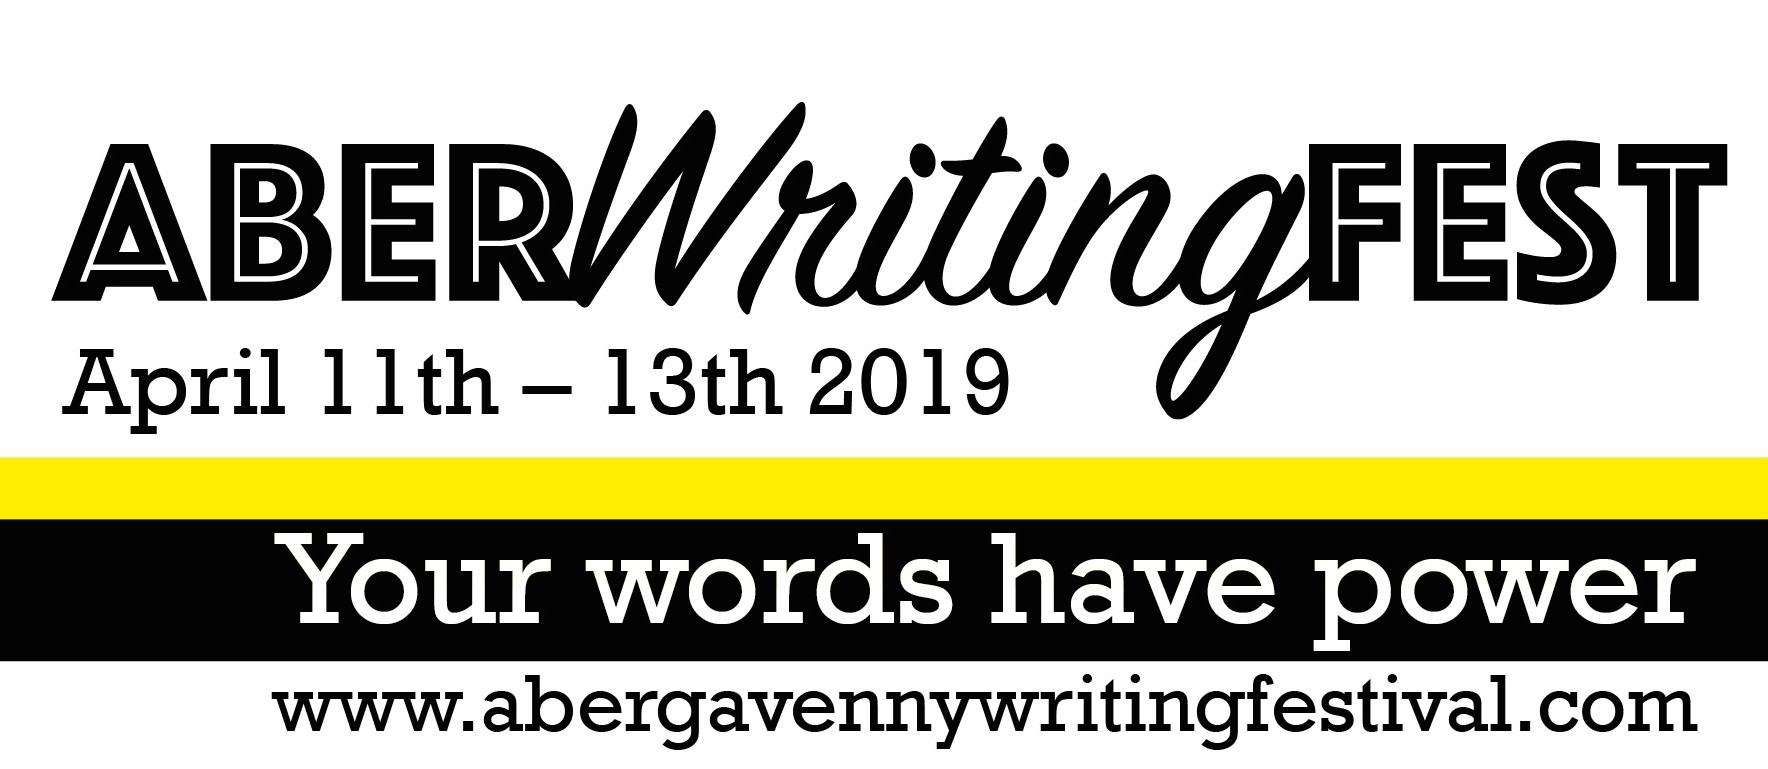 ABERWritingFEST
April 11th – 13th 2019
Your words have power
www.abergavennywritingfestival.com